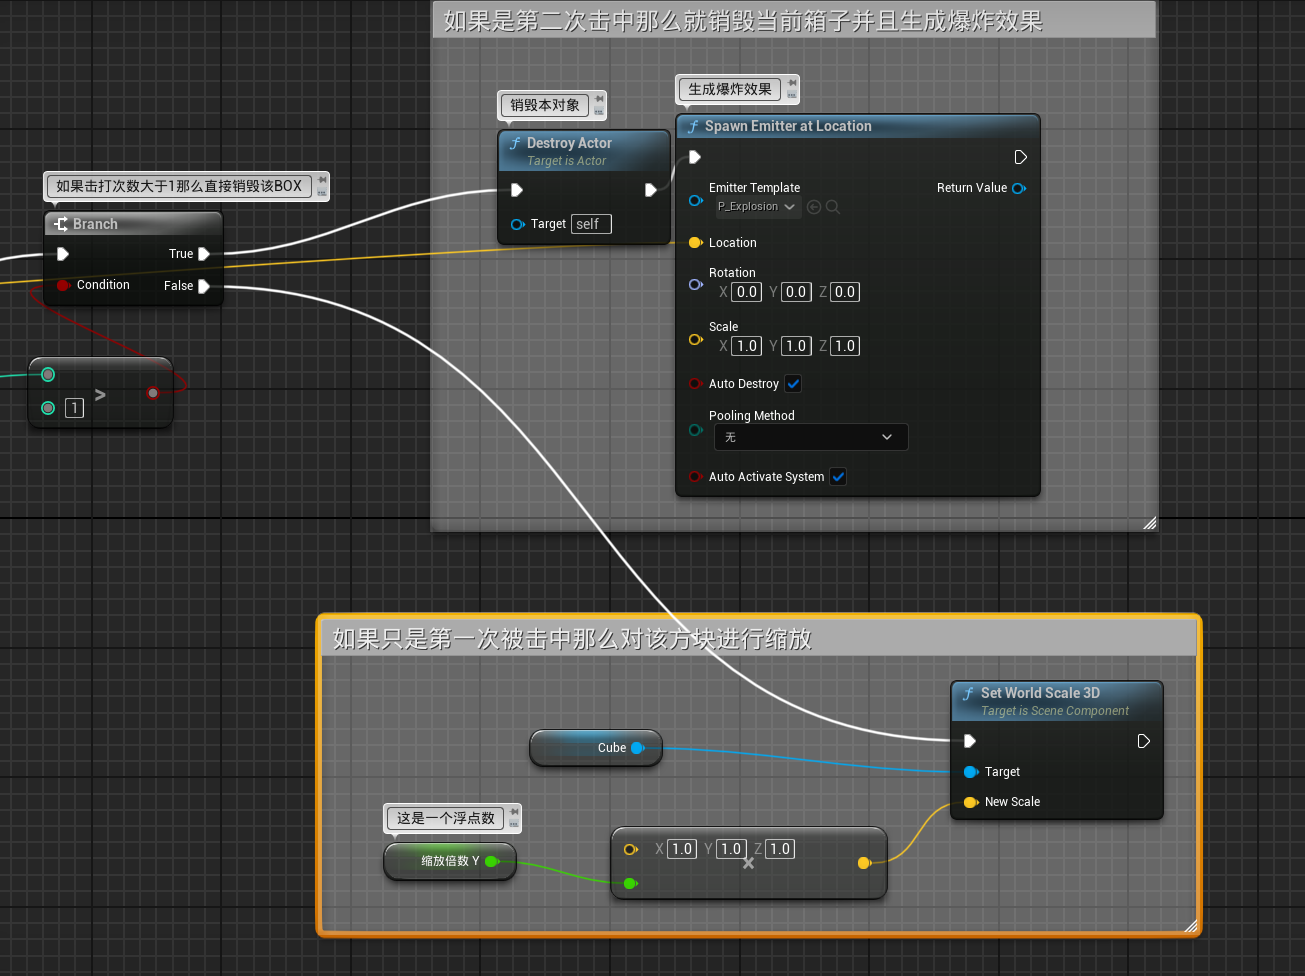 如果是第二次击中那么就销毁当前箱子并且生成爆炸效果
生成爆炸效果
销毁本对象
Spawn Emitter at Location
Destroy Actor
Target is Actor
Emitter Template
P_Explosion
Return Value
Target self
Location
Rotation
X 0.0 Y 0.0 Z 0.0
Scale
X 1.0 Y 1.0 Z 1.0
Auto Destroy
Pooling Method
无
Auto Activate System
如果击打次数大于1那么直接销毁该BOX
Branch
True
Condition
False
>
1
如果只是第一次被击中那么对该方块进行缩放
Set World Scale 3D
Target is Scene Component
Cube
Target
New Scale
这是一个浮点数
缩放倍数 Y
X 1.0 Y 1.0 Z 1.0
×